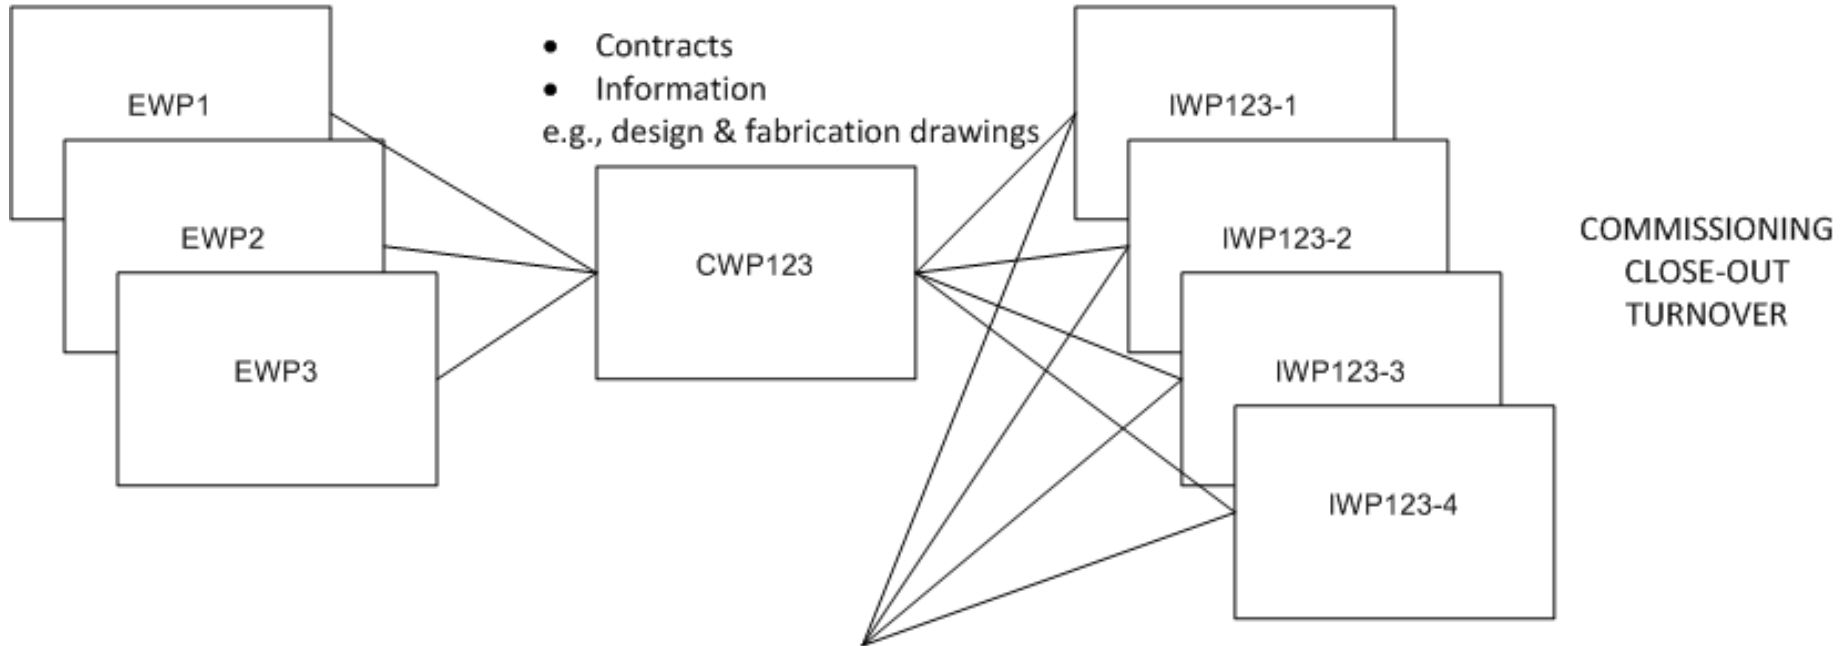 EWP1
EWP2
EWP3
• Contracts
• Information
e.g., design & fabrication drawings
CWP123
IWP123-1
IWP123-2
IWP123-3
IWP123-4
COMMISSIONING
CLOSE-OUT
TURNOVER